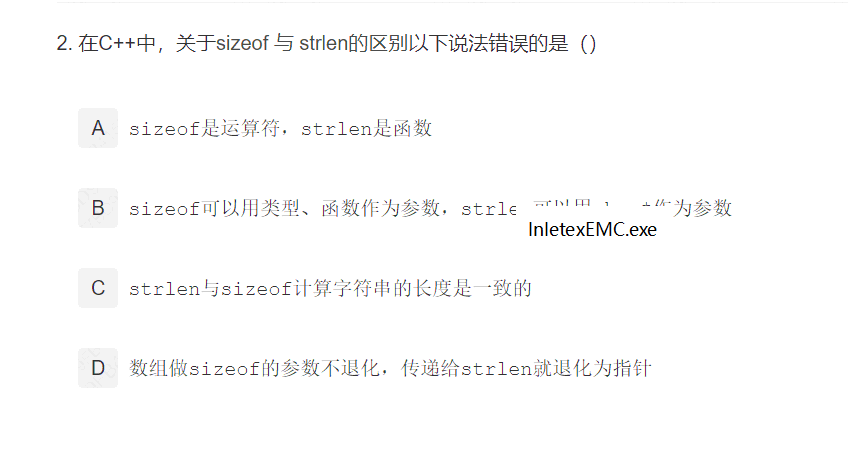 2. 在C++中，关于sizeof 与 strlen的区别以下说法错误的是（）
A sizeof是运算符，strlen是函数
B sizeof可以用类型、函数作为参数，strle 可以用 作为参数
InletexEMC.exe
C strlen与sizeof计算字符串的长度是一致的
D 数组做sizeof的参数不退化，传递给strlen就退化为指针